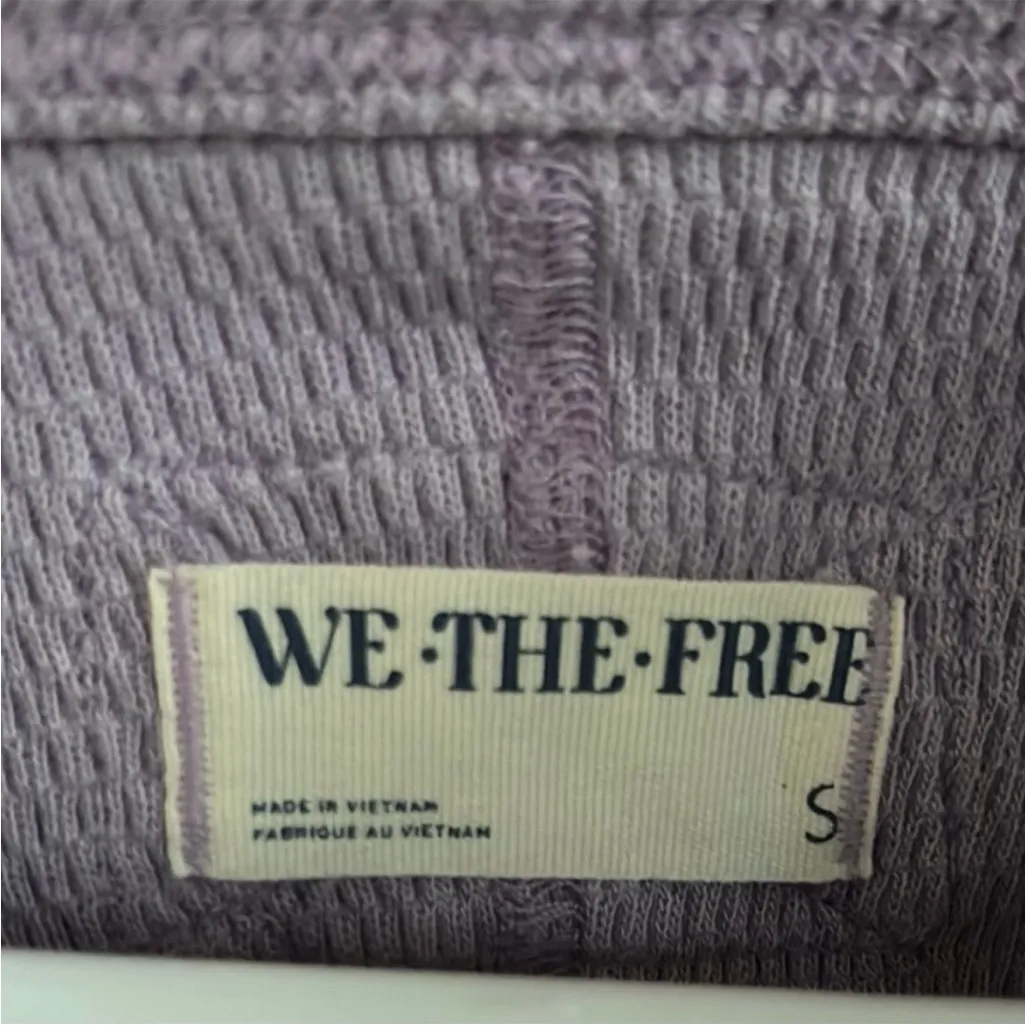 WE·THE·FREE
MADE IN VIETNAM
FABRIQUE AU VIETNAM
S